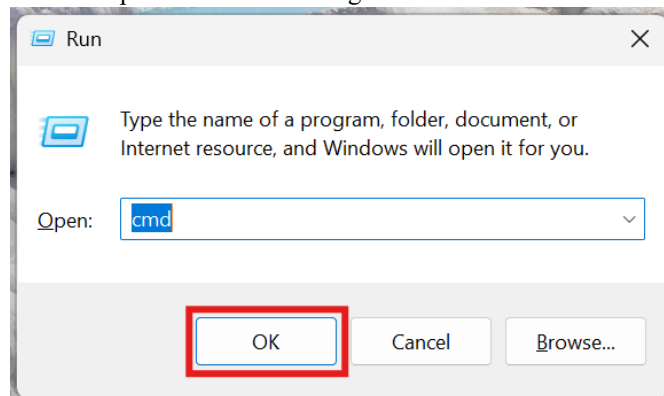 Run
Type the name of a program, folder, document, or
Internet resource, and Windows will open it for you.
Open: cmd
OK Cancel Browse...